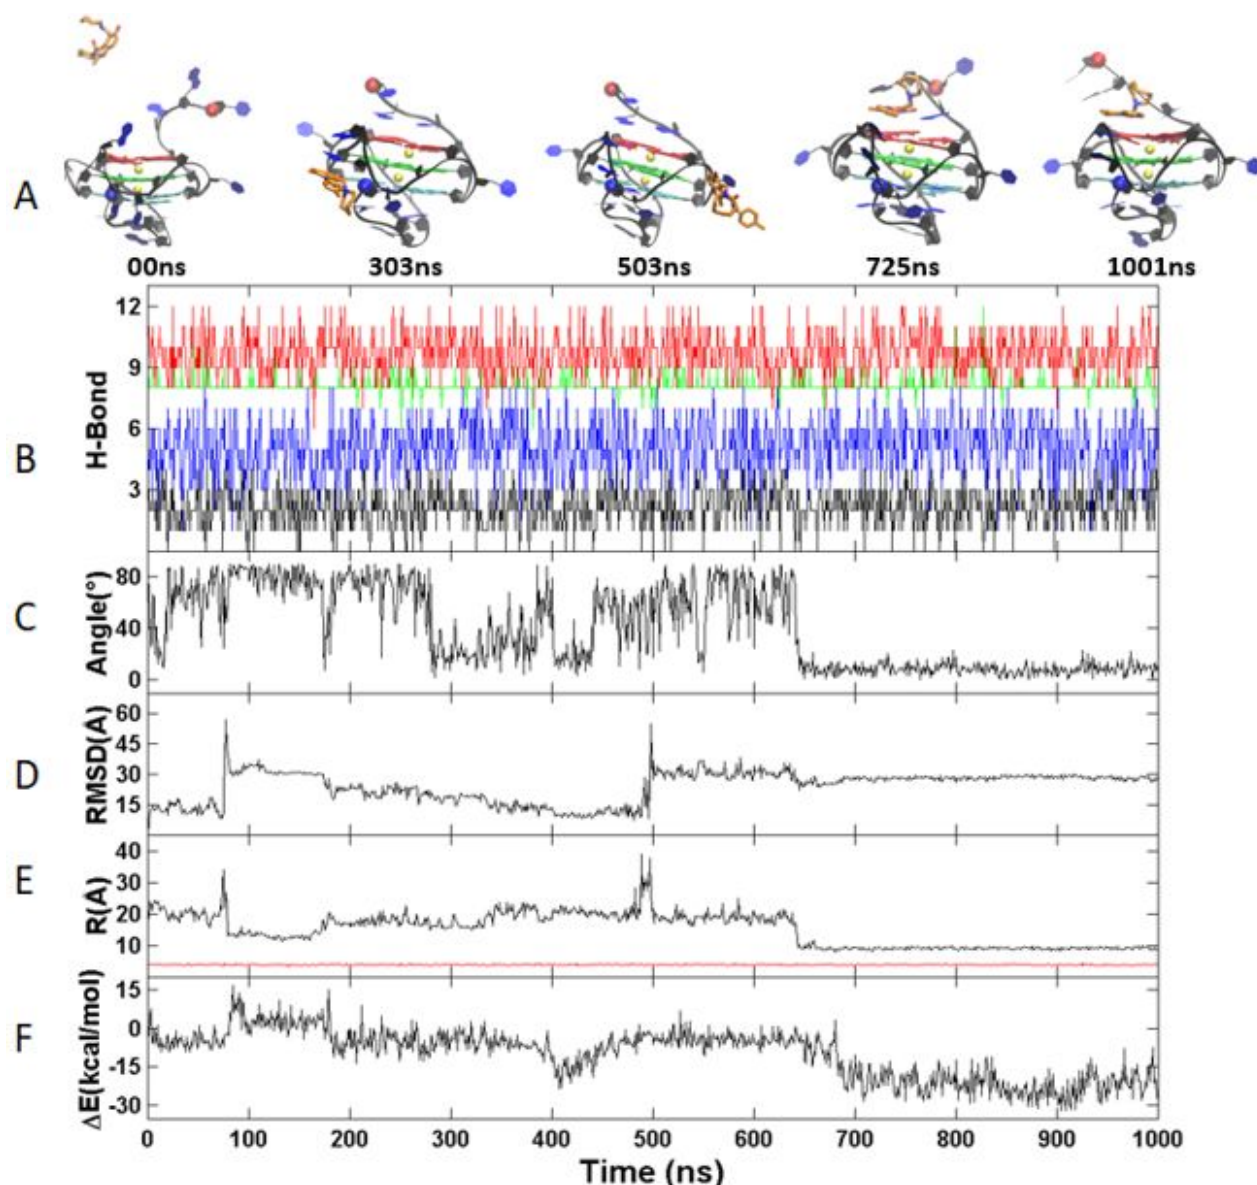 A
00ns 303ns 503ns 725ns 1001ns
B
H-Bond
12
9
6
3
C
Angle(°)
80
40
0
D
RMSD(A)
60
45
30
15
E
R(A)
40
30
20
10
F
ΔE(kcal/mol)
15
0
-15
-30
0 100 200 300 400 500 600 700 800 900 1000
Time (ns)